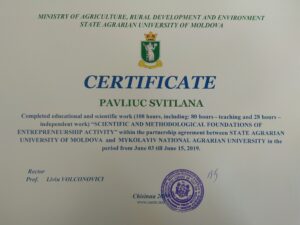 MINISTRY OF AGRICULTURE, RURAL DEVELOPMENT AND ENVIRONMENT
STATE AGRARIAN UNIVERSITY OF MOLDOVA
CERTIFICATE
PAVLIUC SVITLANA
Completed educational and scientific work (108 hours, including: 80 hours - teaching and 28 hours -
independent work) "SCIENTIFIC AND METHODOLOGICAL FOUNDATIONS OF
ENTREPRENEURSHIP ACTIVITY" within the partnership agreement between STATE AGRARIAN
UNIVERSITY OF MOLDOVA and MYKOLAYIV NATIONAL AGRARIAN UNIVERSITY in the
period from June 03 till June 15, 2019.
Rector
Prof. Liviu VOLCONOVICI
Chisinau